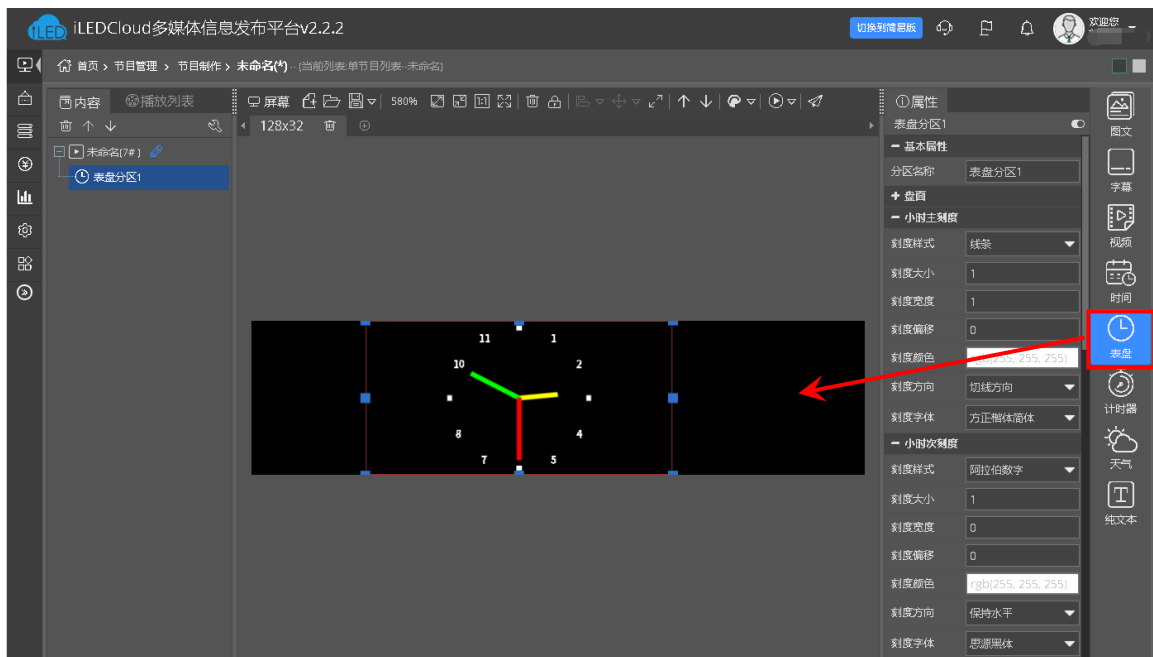 iLED iLEDCloud多媒体信息发布平台v2.2.2
切换到简易版
欢迎您
首页 › 节目管理 › 节目制作 › 未命名(*) -- [当前列表:单节目列表--未命名]
内容 播放列表
屏幕 580% 1:1
属性
128x32
表盘分区1
未命名(7#)
表盘分区1
基本属性
分区名称 表盘分区1
盘面
小时主刻度
刻度样式 线条
刻度大小 1
刻度宽度 1
刻度偏移 0
刻度颜色 rgb(255, 255, 255)
刻度方向 切线方向
刻度字体 方正楷体简体
小时次刻度
刻度样式 阿拉伯数字
刻度大小 1
刻度宽度 0
刻度偏移 0
刻度颜色 rgb(255, 255, 255)
刻度方向 保持水平
刻度字体 思源黑体
11 1
10 2
8 4
7 5
图文
字幕
视频
时间
表盘
计时器
天气
纯文本